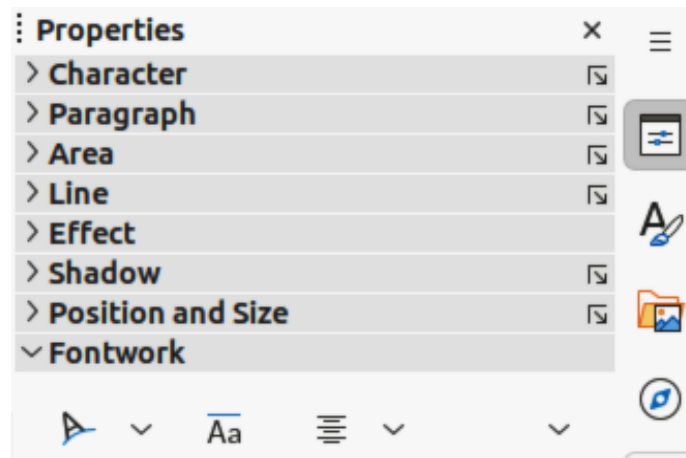 Properties
Character
Paragraph
Area
Line
Effect
Shadow
Position and Size
Fontwork
Aa